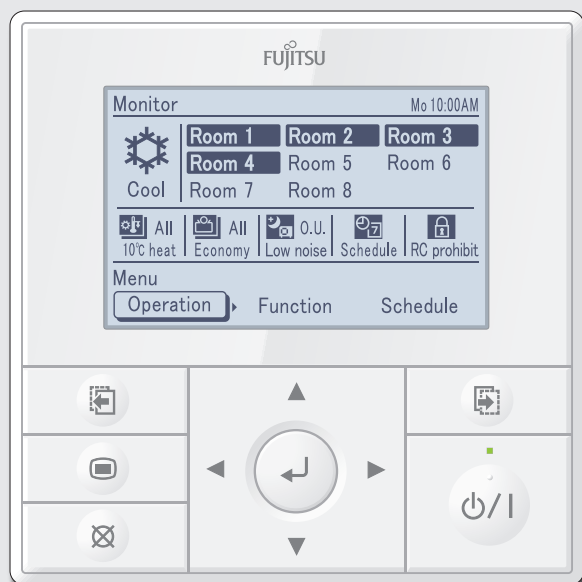 FUJITSU
Monitor Mo 10:00AM
Room 1 Room 2 Room 3
Room 4 Room 5 Room 6
Cool Room 7 Room 8
All All O.U. 7
10°C heat Economy Low noise Schedule RC prohibit
Menu
Operation Function Schedule